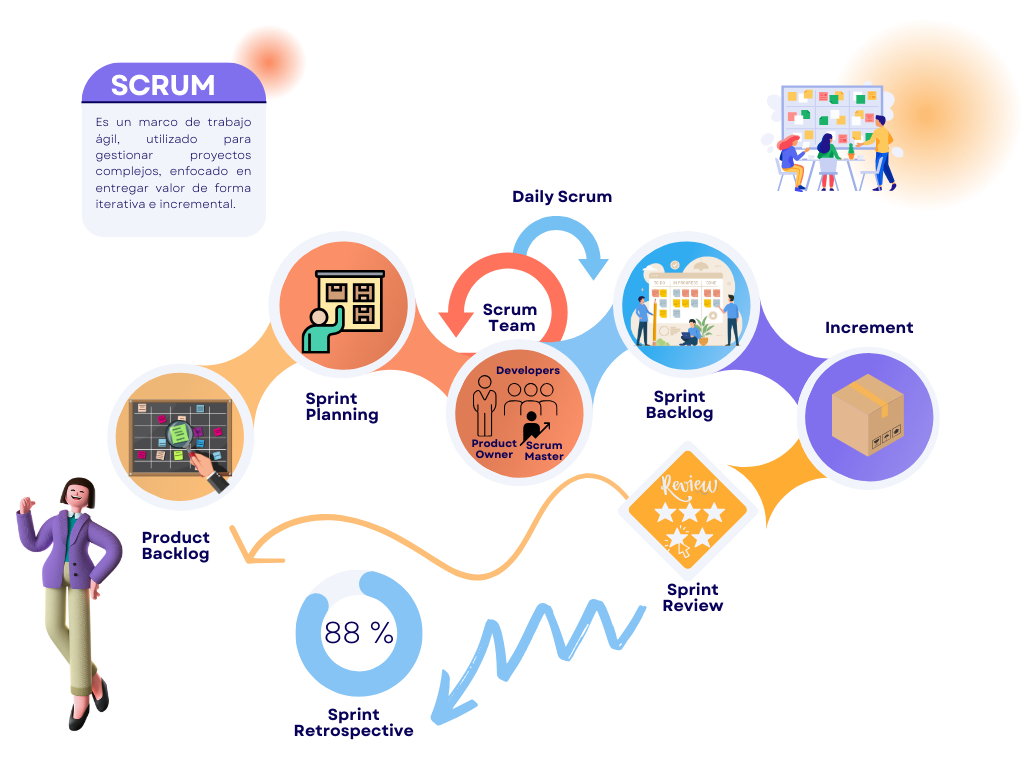 SCRUM
Es un marco de trabajo
ágil, utilizado para
gestionar proyectos
complejos, enfocado en
entregar valor de forma
iterativa e incremental.
Daily Scrum
Scrum
Team
Increment
Developers
Product
Owner
Scrum
Master
Sprint
Planning
Sprint
Backlog
Review
Product
Backlog
Sprint
Review
88 %
Sprint
Retrospective